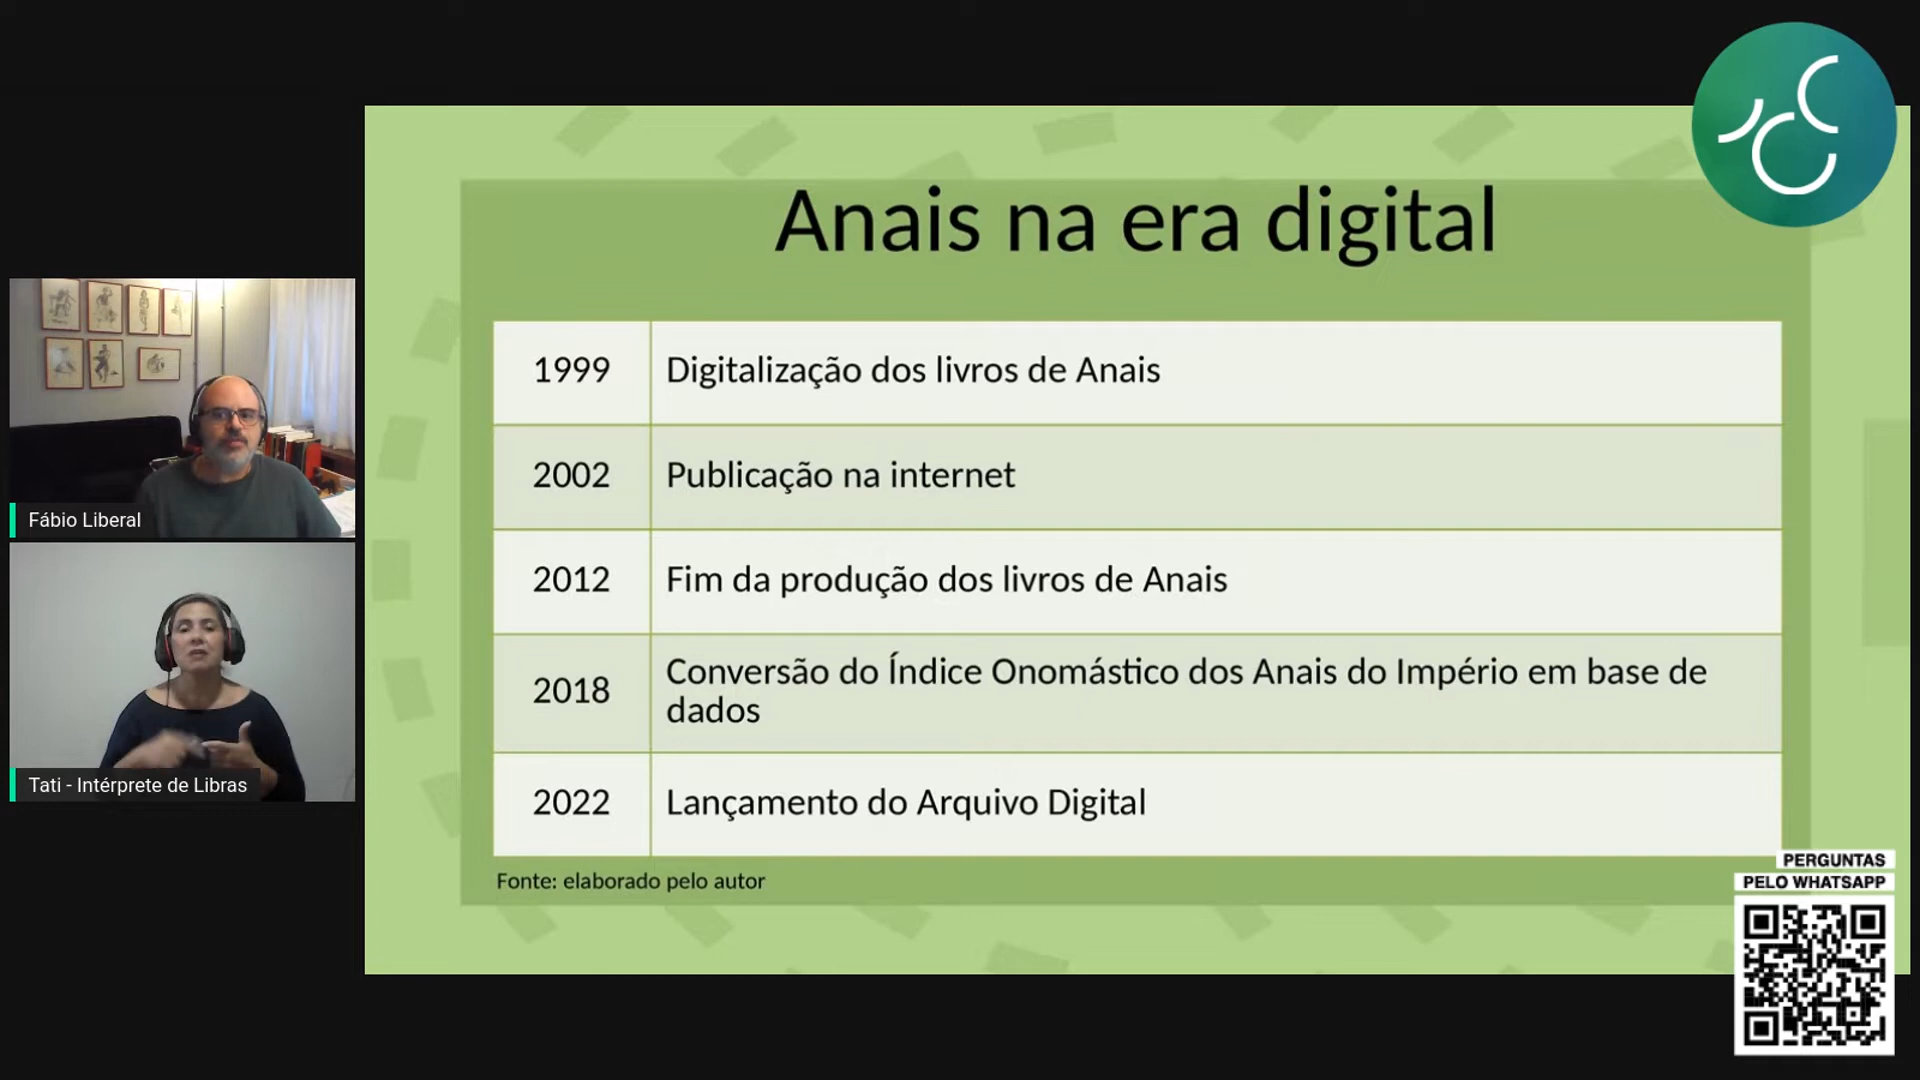 Anais na era digital
1999 Digitalização dos livros de Anais
2002 Publicação na internet
2012 Fim da produção dos livros de Anais
2018 Conversão do Índice Onomástico dos Anais do Império em base de
dados
2022 Lançamento do Arquivo Digital
Fonte: elaborado pelo autor
Fábio Liberal
Tati - Intérprete de Libras
PERGUNTAS
PELO WHATSAPP